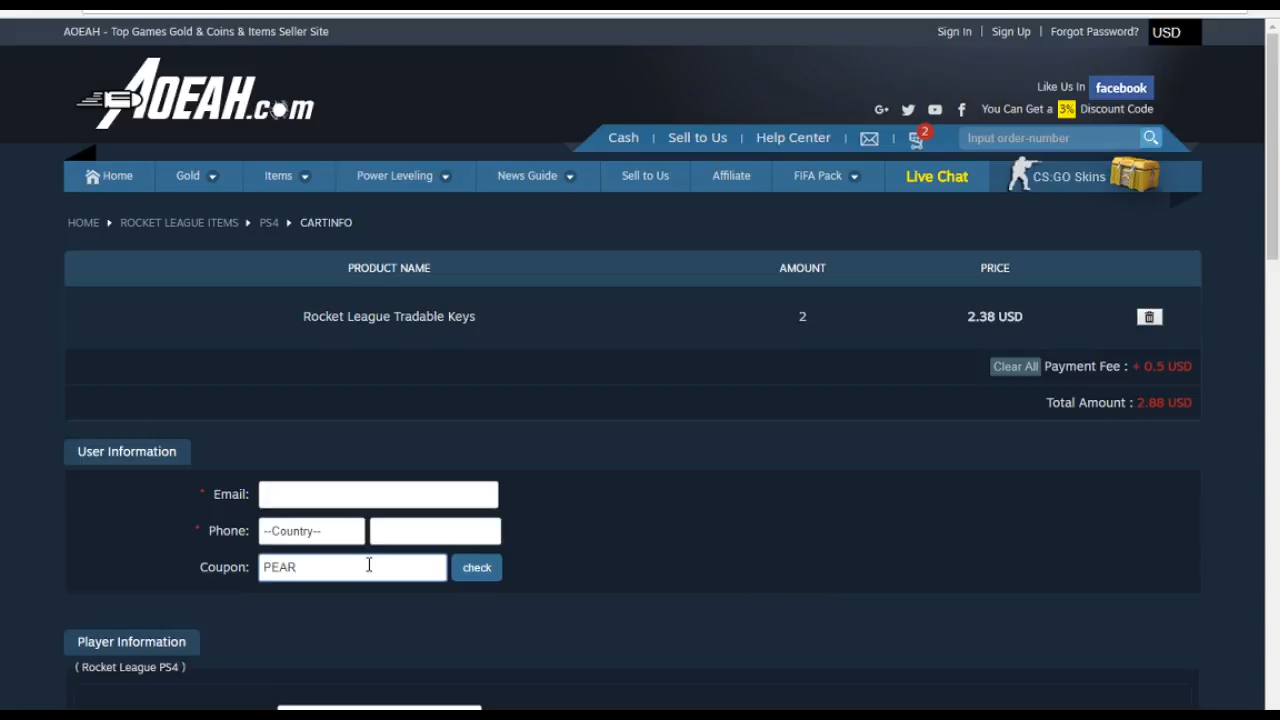 AOEAH - Top Games Gold & Coins & Items Seller Site
Sign In | Sign Up | Forgot Password? USD
AOEAH.com
Like Us In facebook
You Can Get a 3% Discount Code
Cash | Sell to Us | Help Center | 2 Input order-number
Home Gold Items Power Leveling News Guide Sell to Us Affiliate FIFA Pack Live Chat CS:GO Skins
HOME ROCKET LEAGUE ITEMS PS4 CARTINFO
PRODUCT NAME AMOUNT PRICE
Rocket League Tradable Keys 2 2.38 USD
Clear All Payment Fee : + 0.5 USD
Total Amount : 2.88 USD
User Information
* Email:
* Phone: --Country--
Coupon: PEAR check
Player Information
( Rocket League PS4 )